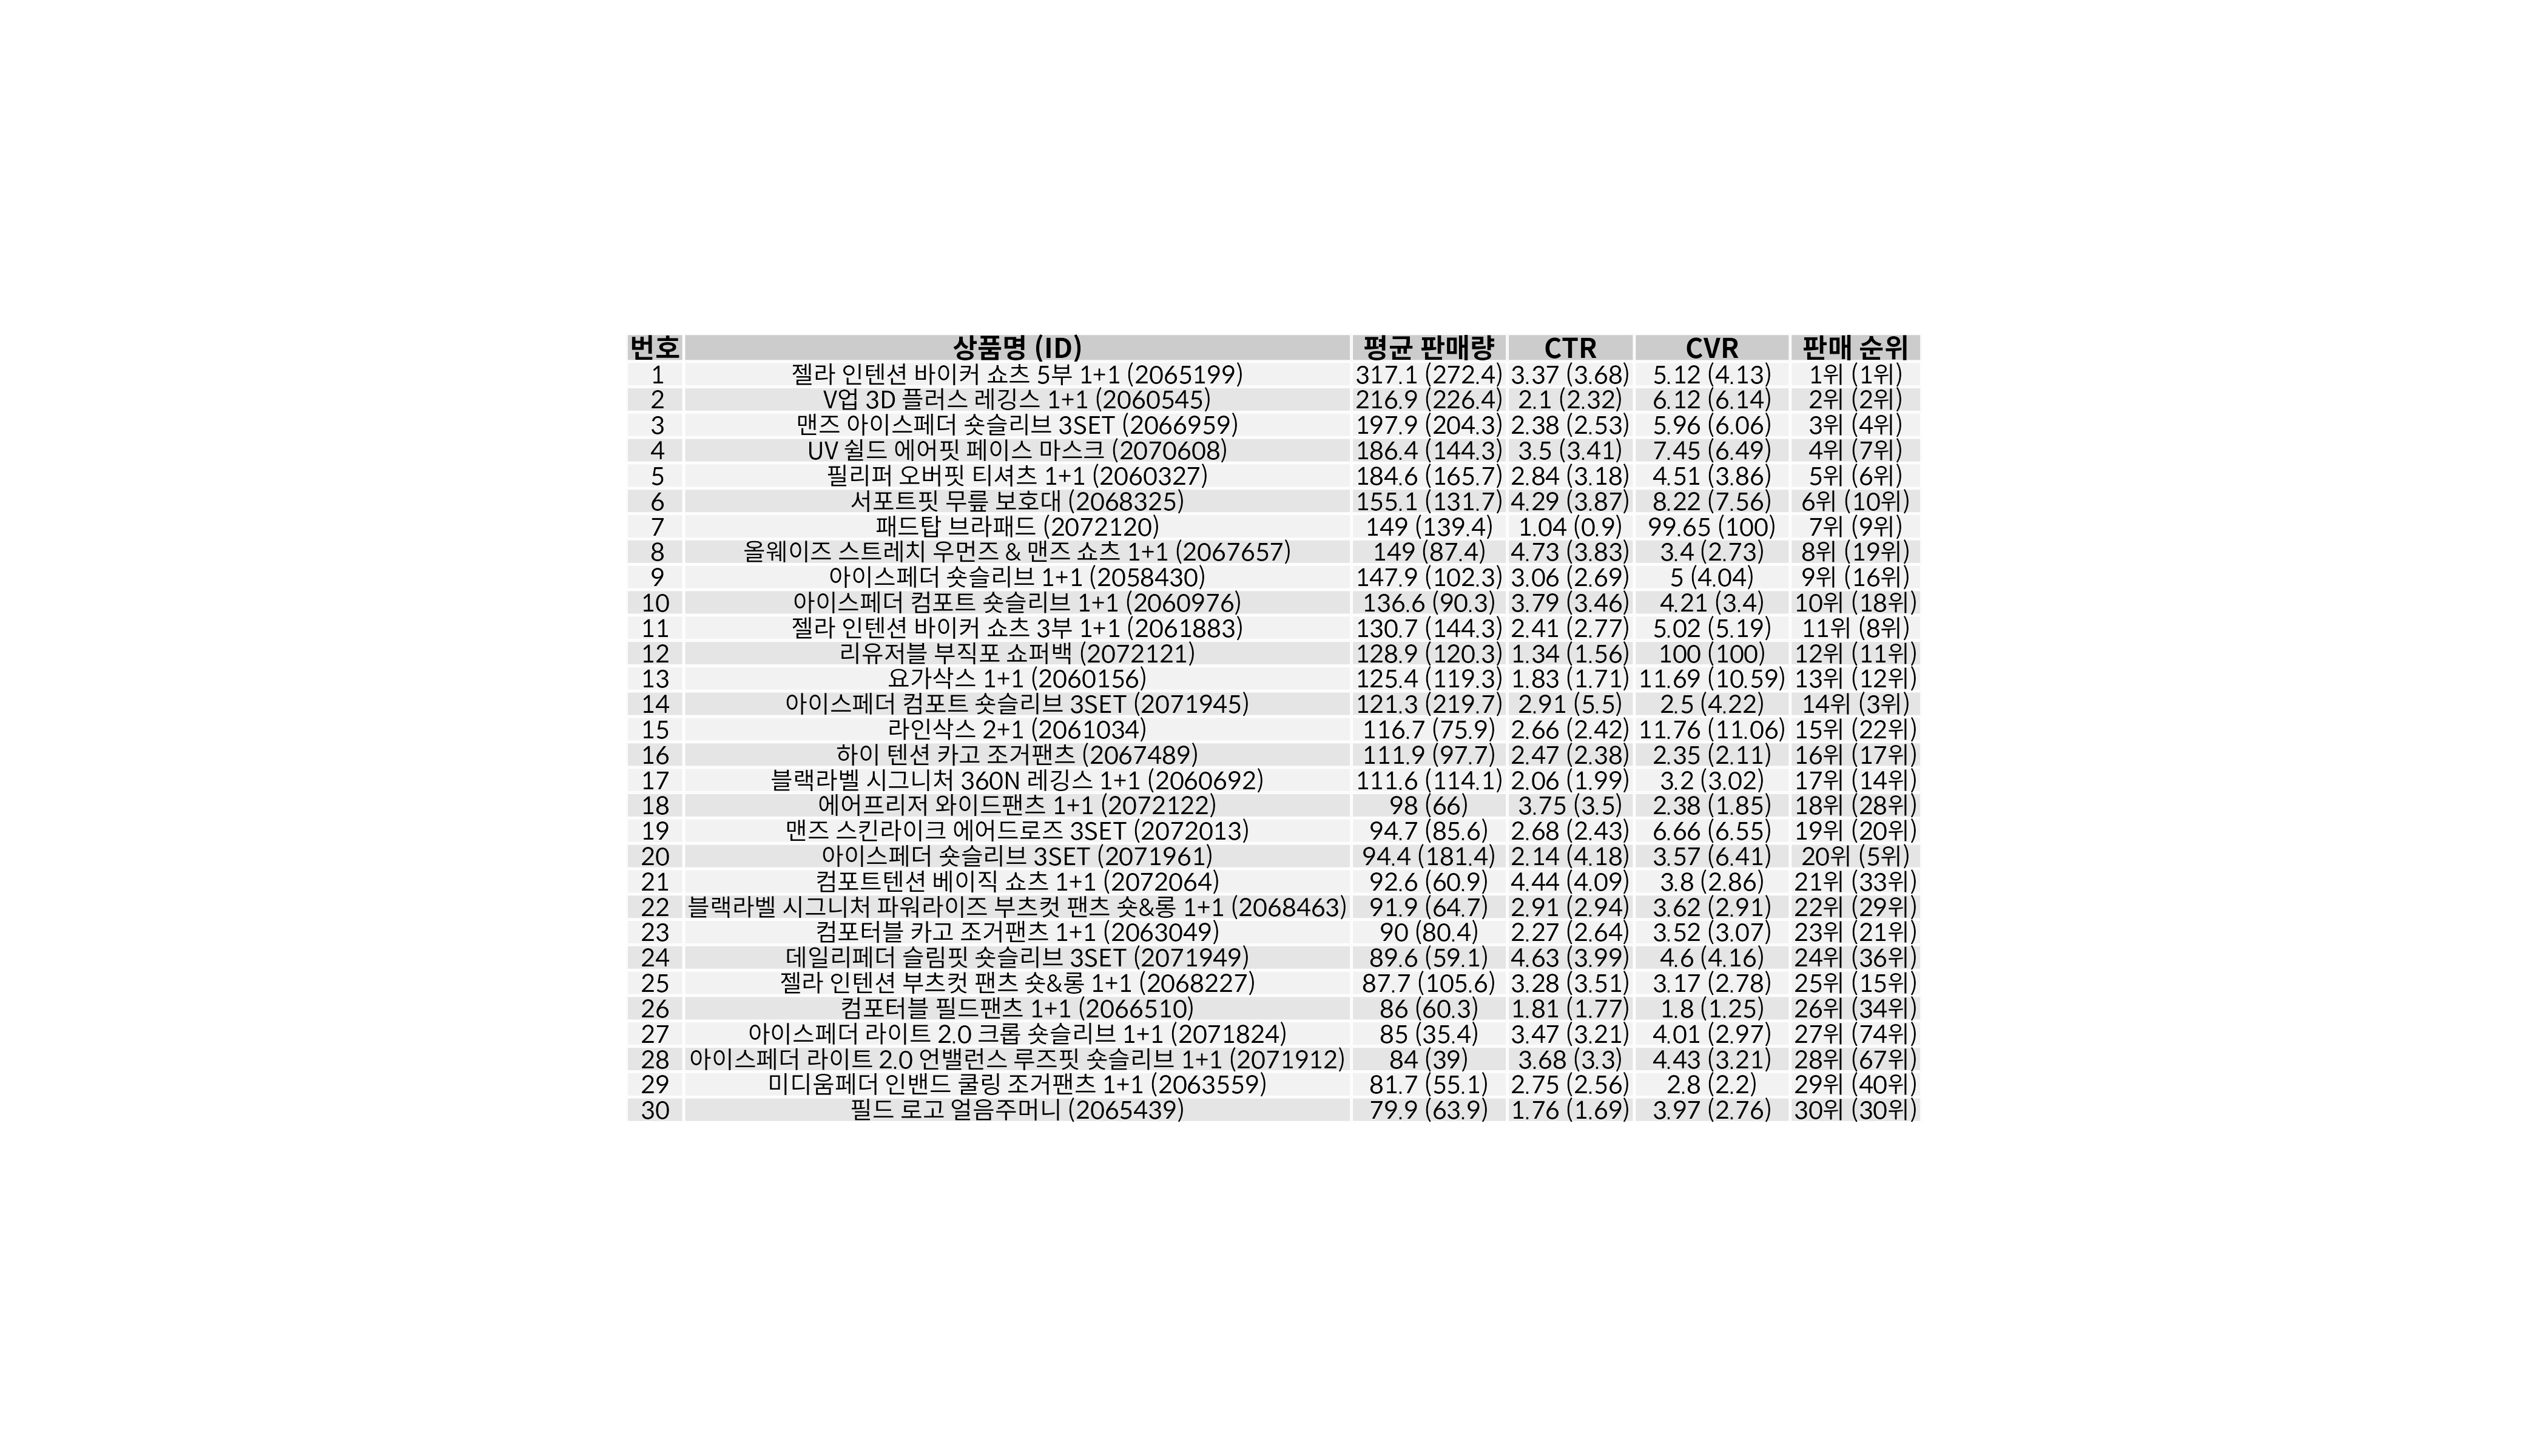 번호 상품명 (ID) 평균 판매량 CTR CVR 판매 순위
1 젤라 인텐션 바이커 쇼츠 5부 1+1 (2065199) 317.1 (272.4) 3.37 (3.68) 5.12 (4.13) 1위 (1위)
2 V업 3D 플러스 레깅스 1+1 (2060545) 216.9 (226.4) 2.1 (2.32) 6.12 (6.14) 2위 (2위)
3 맨즈 아이스페더 숏슬리브 3SET (2066959) 197.9 (204.3) 2.38 (2.53) 5.96 (6.06) 3위 (4위)
4 UV 쉴드 에어핏 페이스 마스크 (2070608) 186.4 (144.3) 3.5 (3.41) 7.45 (6.49) 4위 (7위)
5 필리퍼 오버핏 티셔츠 1+1 (2060327) 184.6 (165.7) 2.84 (3.18) 4.51 (3.86) 5위 (6위)
6 서포트핏 무릎 보호대 (2068325) 155.1 (131.7) 4.29 (3.87) 8.22 (7.56) 6위 (10위)
7 패드탑 브라패드 (2072120) 149 (139.4) 1.04 (0.9) 99.65 (100) 7위 (9위)
8 올웨이즈 스트레치 우먼즈 & 맨즈 쇼츠 1+1 (2067657) 149 (87.4) 4.73 (3.83) 3.4 (2.73) 8위 (19위)
9 아이스페더 숏슬리브 1+1 (2058430) 147.9 (102.3) 3.06 (2.69) 5 (4.04) 9위 (16위)
10 아이스페더 컴포트 숏슬리브 1+1 (2060976) 136.6 (90.3) 3.79 (3.46) 4.21 (3.4) 10위 (18위)
11 젤라 인텐션 바이커 쇼츠 3부 1+1 (2061883) 130.7 (144.3) 2.41 (2.77) 5.02 (5.19) 11위 (8위)
12 리유저블 부직포 쇼퍼백 (2072121) 128.9 (120.3) 1.34 (1.56) 100 (100) 12위 (11위)
13 요가삭스 1+1 (2060156) 125.4 (119.3) 1.83 (1.71) 11.69 (10.59) 13위 (12위)
14 아이스페더 컴포트 숏슬리브 3SET (2071945) 121.3 (219.7) 2.91 (5.5) 2.5 (4.22) 14위 (3위)
15 라인삭스 2+1 (2061034) 116.7 (75.9) 2.66 (2.42) 11.76 (11.06) 15위 (22위)
16 하이 텐션 카고 조거팬츠 (2067489) 111.9 (97.7) 2.47 (2.38) 2.35 (2.11) 16위 (17위)
17 블랙라벨 시그니처 360N 레깅스 1+1 (2060692) 111.6 (114.1) 2.06 (1.99) 3.2 (3.02) 17위 (14위)
18 에어프리저 와이드팬츠 1+1 (2072122) 98 (66) 3.75 (3.5) 2.38 (1.85) 18위 (28위)
19 맨즈 스킨라이크 에어드로즈 3SET (2072013) 94.7 (85.6) 2.68 (2.43) 6.66 (6.55) 19위 (20위)
20 아이스페더 숏슬리브 3SET (2071961) 94.4 (181.4) 2.14 (4.18) 3.57 (6.41) 20위 (5위)
21 컴포트텐션 베이직 쇼츠 1+1 (2072064) 92.6 (60.9) 4.44 (4.09) 3.8 (2.86) 21위 (33위)
22 블랙라벨 시그니처 파워라이즈 부츠컷 팬츠 숏&롱 1+1 (2068463) 91.9 (64.7) 2.91 (2.94) 3.62 (2.91) 22위 (29위)
23 컴포터블 카고 조거팬츠 1+1 (2063049) 90 (80.4) 2.27 (2.64) 3.52 (3.07) 23위 (21위)
24 데일리페더 슬림핏 숏슬리브 3SET (2071949) 89.6 (59.1) 4.63 (3.99) 4.6 (4.16) 24위 (36위)
25 젤라 인텐션 부츠컷 팬츠 숏&롱 1+1 (2068227) 87.7 (105.6) 3.28 (3.51) 3.17 (2.78) 25위 (15위)
26 컴포터블 필드팬츠 1+1 (2066510) 86 (60.3) 1.81 (1.77) 1.8 (1.25) 26위 (34위)
27 아이스페더 라이트 2.0 크롭 숏슬리브 1+1 (2071824) 85 (35.4) 3.47 (3.21) 4.01 (2.97) 27위 (74위)
28 아이스페더 라이트 2.0 언밸런스 루즈핏 숏슬리브 1+1 (2071912) 84 (39) 3.68 (3.3) 4.43 (3.21) 28위 (67위)
29 미디움페더 인밴드 쿨링 조거팬츠 1+1 (2063559) 81.7 (55.1) 2.75 (2.56) 2.8 (2.2) 29위 (40위)
30 필드 로고 얼음주머니 (2065439) 79.9 (63.9) 1.76 (1.69) 3.97 (2.76) 30위 (30위)